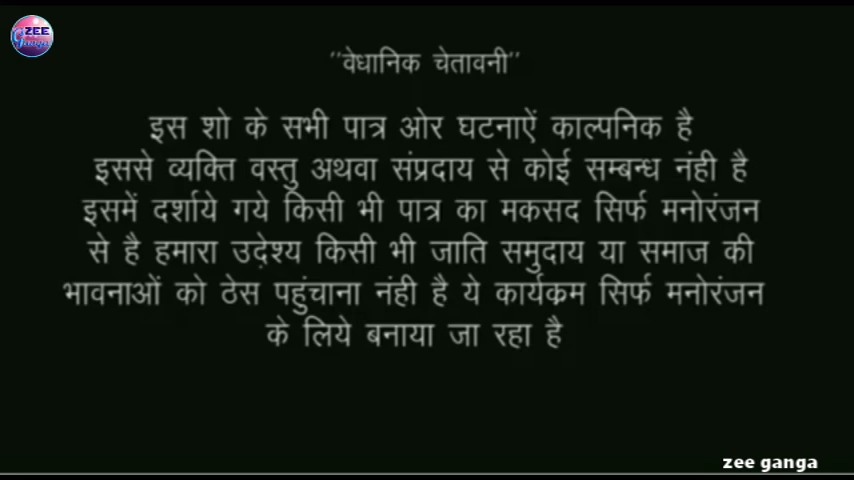 ZEE
Ganga
"वेधानिक चेतावनी"
इस शो के सभी पात्र ओर घटनाऐं काल्पनिक है
इससे व्यक्ति वस्तु अथवा संप्रदाय से कोई सम्बन्ध नंही है
इसमें दर्शाये गये किसी भी पात्र का मकसद सिर्फ मनोरंजन
से है हमारा उदे़श्य किसी भी जाति समुदाय या समाज की
भावनाओं को ठेस पहुंचाना नंही है ये कार्यक्रम सिर्फ मनोरंजन
के लिये बनाया जा रहा है
zee ganga